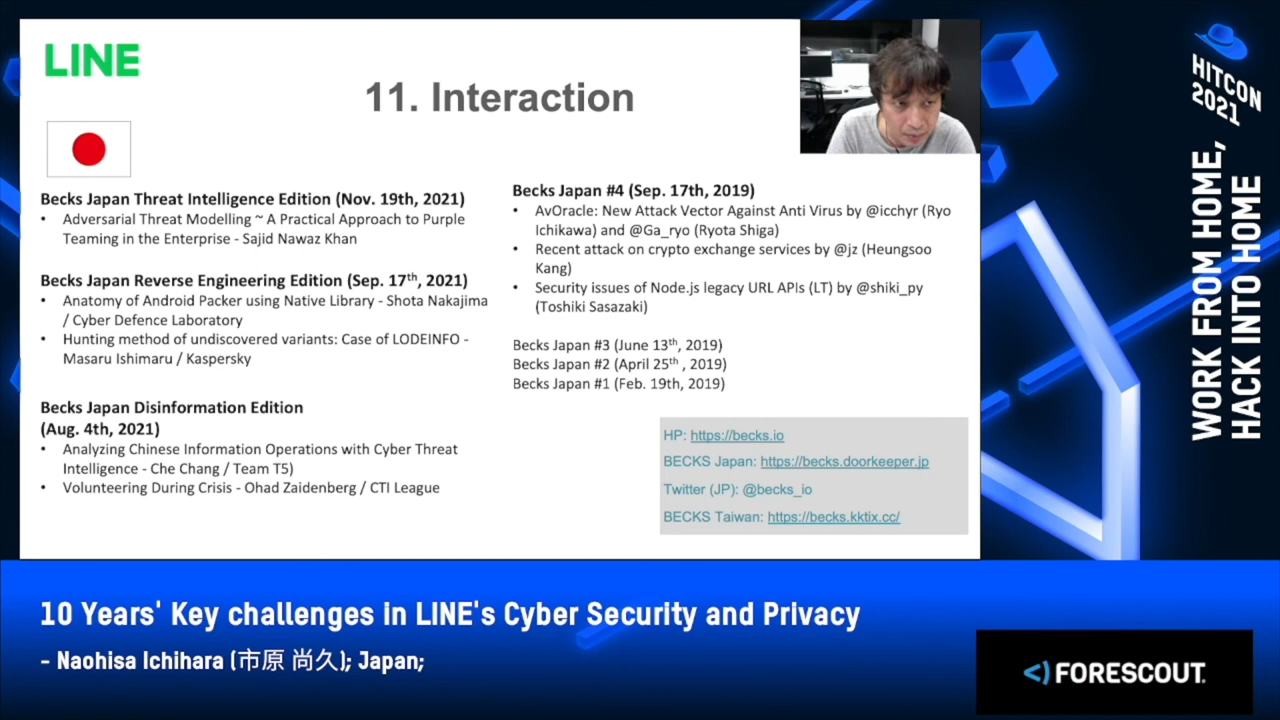 LINE
11. Interaction
Becks Japan Threat Intelligence Edition (Nov. 19th, 2021)
• Adversarial Threat Modelling ~ A Practical Approach to Purple
Teaming in the Enterprise - Sajid Nawaz Khan
Becks Japan Reverse Engineering Edition (Sep. 17th, 2021)
• Anatomy of Android Packer using Native Library - Shota Nakajima
/ Cyber Defence Laboratory
• Hunting method of undiscovered variants: Case of LODEINFO -
Masaru Ishimaru / Kaspersky
Becks Japan Disinformation Edition
(Aug. 4th, 2021)
• Analyzing Chinese Information Operations with Cyber Threat
Intelligence - Che Chang / Team T5)
• Volunteering During Crisis - Ohad Zaidenberg / CTI League
Becks Japan #4 (Sep. 17th, 2019)
• AvOracle: New Attack Vector Against Anti Virus by @icchyr (Ryo
Ichikawa) and @Ga_ryo (Ryota Shiga)
• Recent attack on crypto exchange services by @jz (Heungsoo
Kang)
• Security issues of Node.js legacy URL APIs (LT) by @shiki_py
(Toshiki Sasazaki)
Becks Japan #3 (June 13th, 2019)
Becks Japan #2 (April 25th , 2019)
Becks Japan #1 (Feb. 19th, 2019)
HP: https://becks.io
BECKS Japan: https://becks.doorkeeper.jp
Twitter (JP): @becks_io
BECKS Taiwan: https://becks.kktix.cc/
HITCON
2021
WORK FROM HOME,
HACK INTO HOME
10 Years' Key challenges in LINE's Cyber Security and Privacy
- Naohisa Ichihara (市原 尚久); Japan;
<) FORESCOUT.